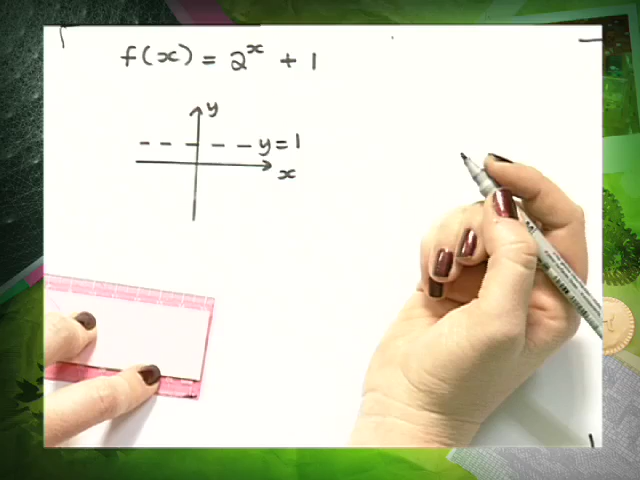 f(x) = 2^x + 1
y
y = 1
x